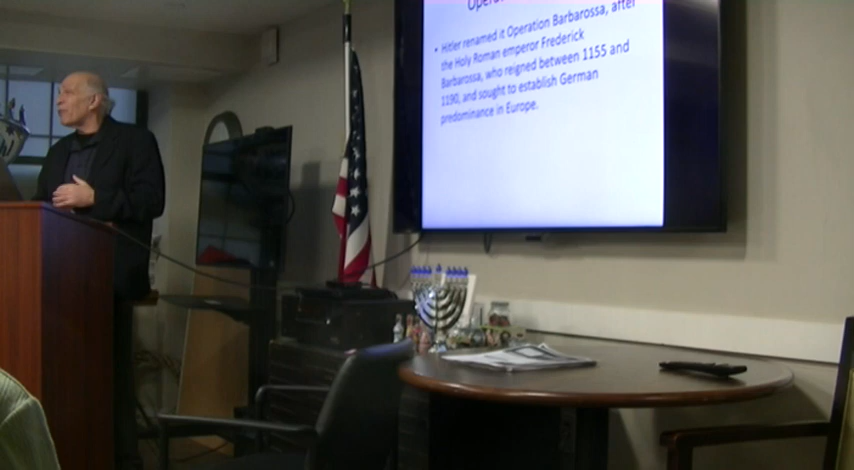 • Hitler renamed it Operation Barbarossa, after
the Holy Roman emperor Frederick
Barbarossa, who reigned between 1155 and
1190, and sought to establish German
predominance in Europe.